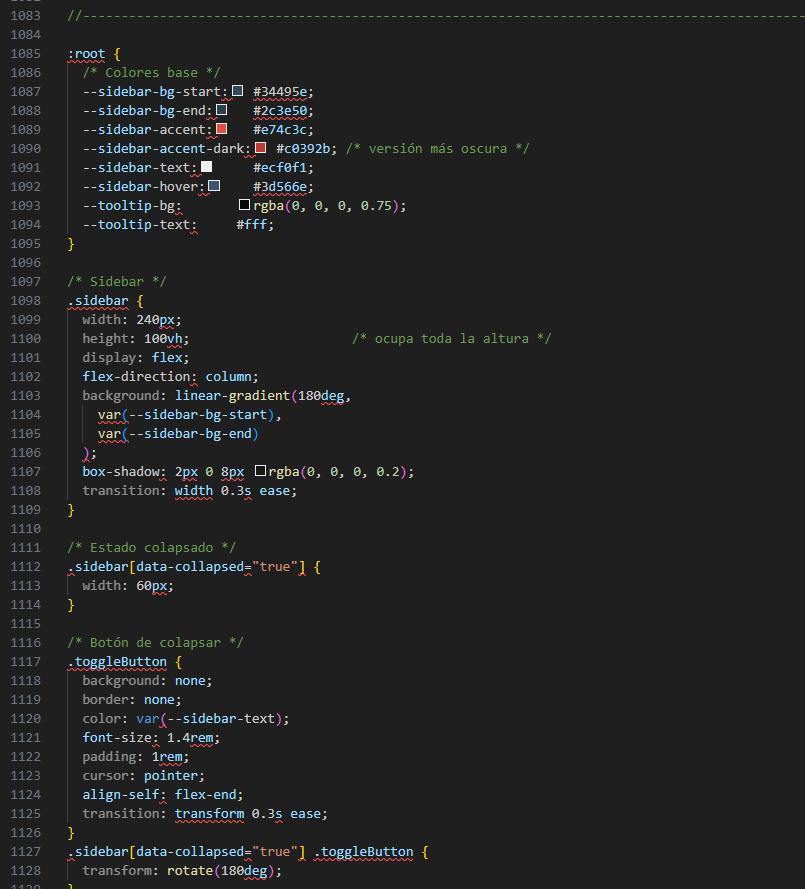 1083 //------------------------------------------------------------------------------------------------
1084
1085 :root {
1086 /* Colores base */
1087 --sidebar-bg-start: #34495e;
1088 --sidebar-bg-end: #2c3e50;
1089 --sidebar-accent: #e74c3c;
1090 --sidebar-accent-dark: #c0392b; /* versión más oscura */
1091 --sidebar-text: #ecf0f1;
1092 --sidebar-hover: #3d566e;
1093 --tooltip-bg: rgba(0, 0, 0, 0.75);
1094 --tooltip-text: #fff;
1095 }
1096
1097 /* Sidebar */
1098 .sidebar {
1099 width: 240px;
1100 height: 100vh; /* ocupa toda la altura */
1101 display: flex;
1102 flex-direction: column;
1103 background: linear-gradient(180deg,
1104 var(--sidebar-bg-start),
1105 var(--sidebar-bg-end)
1106 );
1107 box-shadow: 2px 0 8px rgba(0, 0, 0, 0.2);
1108 transition: width 0.3s ease;
1109 }
1110
1111 /* Estado colapsado */
1112 .sidebar[data-collapsed="true"] {
1113 width: 60px;
1114 }
1115
1116 /* Botón de colapsar */
1117 .toggleButton {
1118 background: none;
1119 border: none;
1120 color: var(--sidebar-text);
1121 font-size: 1.4rem;
1122 padding: 1rem;
1123 cursor: pointer;
1124 align-self: flex-end;
1125 transition: transform 0.3s ease;
1126 }
1127 .sidebar[data-collapsed="true"] .toggleButton {
1128 transform: rotate(180deg);